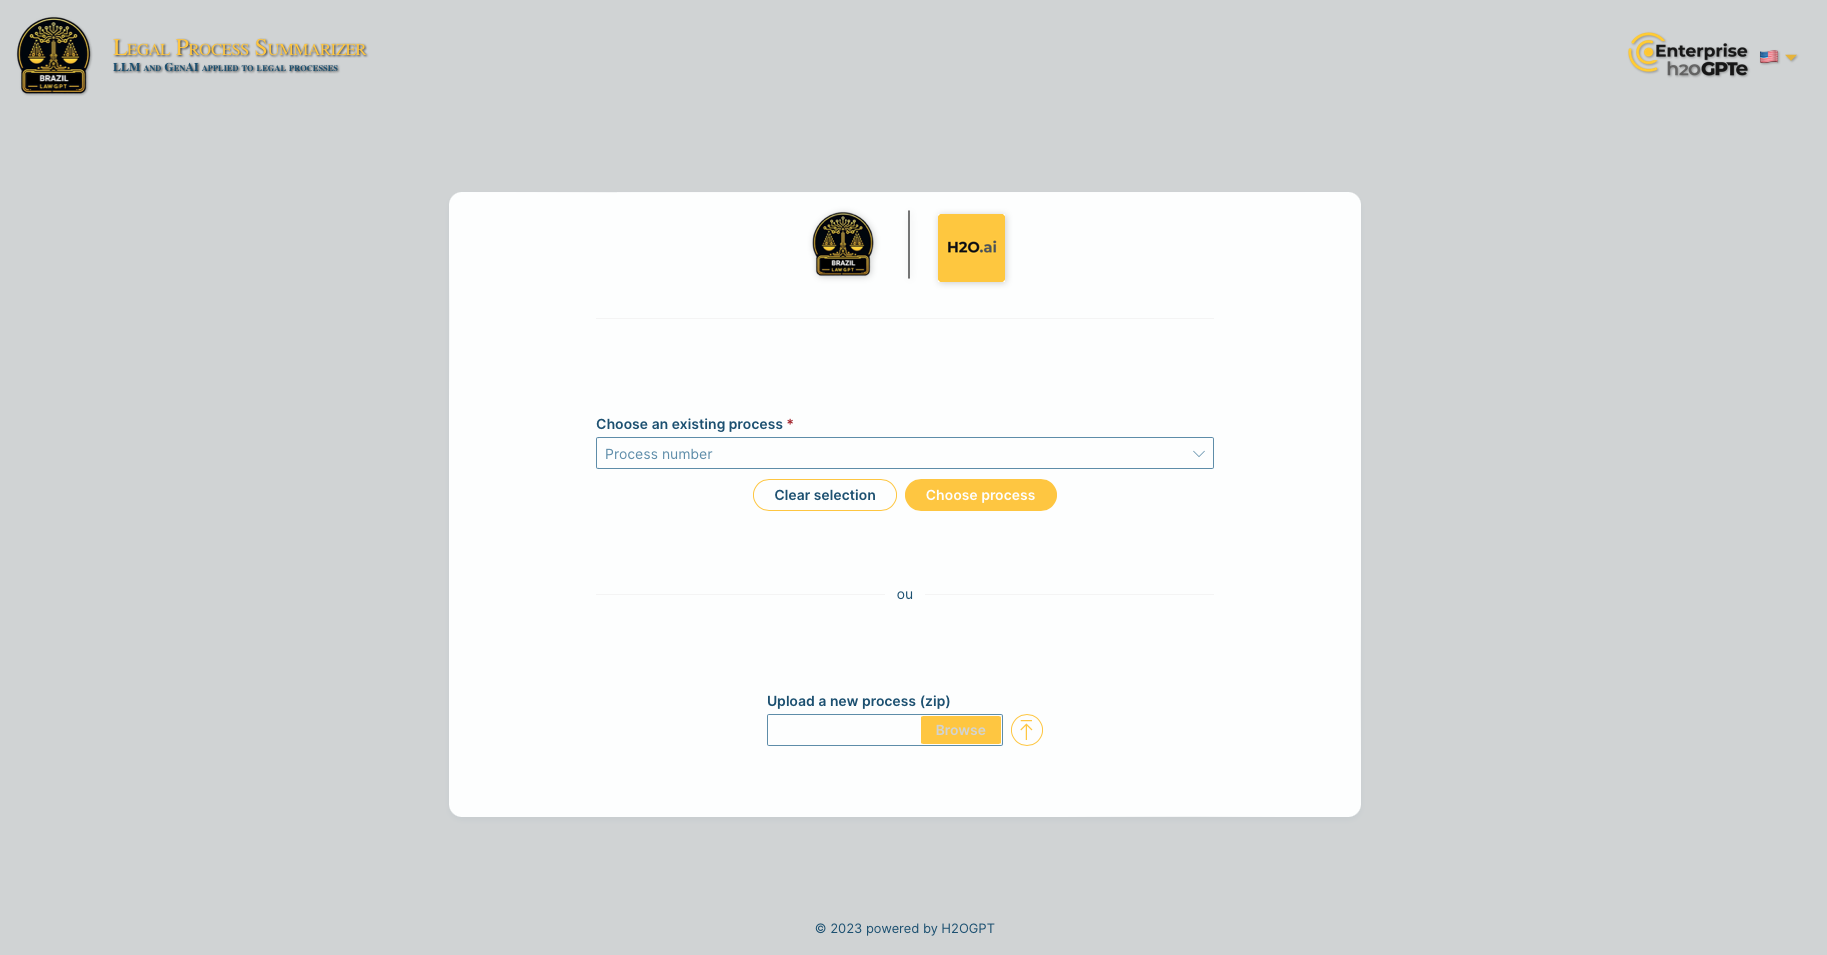 BRAZIL
LAW GPT
Legal Process Summarizer
LLM and GenAI applied to legal processes
Enterprise
h2oGPTe
BRAZIL
LAW GPT
H2O.ai
Choose an existing process *
Process number
Clear selection
Choose process
ou
Upload a new process (zip)
Browse
© 2023 powered by H2OGPT